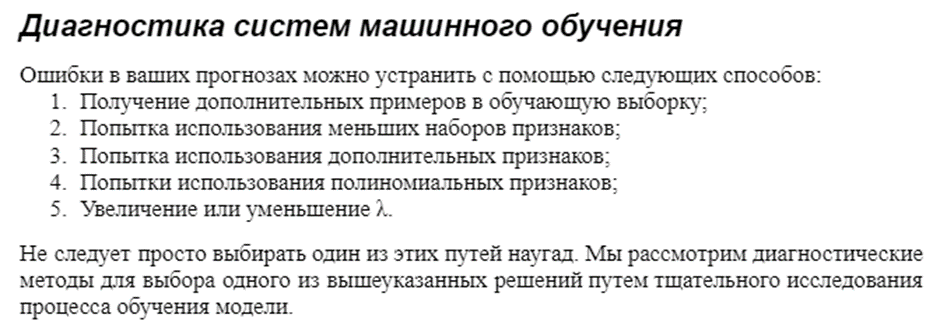 Диагностика систем машинного обучения
Ошибки в ваших прогнозах можно устранить с помощью следующих способов:
1. Получение дополнительных примеров в обучающую выборку;
2. Попытка использования меньших наборов признаков;
3. Попытка использования дополнительных признаков;
4. Попытки использования полиномиальных признаков;
5. Увеличение или уменьшение λ.
Не следует просто выбирать один из этих путей наугад. Мы рассмотрим диагностические
методы для выбора одного из вышеуказанных решений путем тщательного исследования
процесса обучения модели.